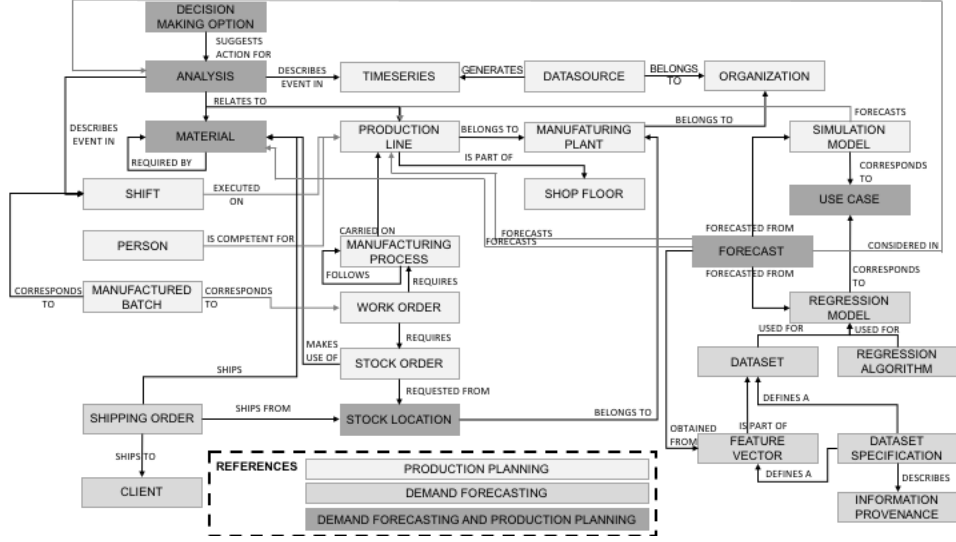 DECISION
MAKING OPTION
SUGGESTS
ACTION FOR
ANALYSIS
DESCRIBES
EVENT IN
TIMESERIES
GENERATES
DATASOURCE
BELONGS
TO
ORGANIZATION
RELATES TO
FORECASTS
DESCRIBES
EVENT IN
MATERIAL
PRODUCTION
LINE
BELONGS TO
MANUFATURING
PLANT
BELONGS TO
SIMULATION
MODEL
REQUIRED BY
IS PART OF
CORRESPONDS
TO
SHIFT
EXECUTED
ON
SHOP FLOOR
USE CASE
PERSON
IS COMPETENT FOR
CARRIED ON
FORECASTS
FORECASTS
FORECASTED FROM
MANUFACTURING
PROCESS
FORECAST
CONSIDERED IN
FOLLOWS
REQUIRES
FORECASTED FROM
CORRESPONDS
TO
CORRESPONDS
TO
MANUFACTURED
BATCH
CORRESPONDS
TO
WORK ORDER
REGRESSION
MODEL
REQUIRES
USED FOR
USED FOR
MAKES
USE OF
STOCK ORDER
DATASET
REGRESSION
ALGORITHM
SHIPS
REQUESTED FROM
DEFINES A
SHIPPING ORDER
SHIPS FROM
STOCK LOCATION
BELONGS TO
OBTAINED
FROM
IS PART OF
FEATURE
VECTOR
DATASET
SPECIFICATION
SHIPS TO
DEFINES A
DESCRIBES
CLIENT
INFORMATION
PROVENANCE
REFERENCES
PRODUCTION PLANNING
DEMAND FORECASTING
DEMAND FORECASTING AND PRODUCTION PLANNING